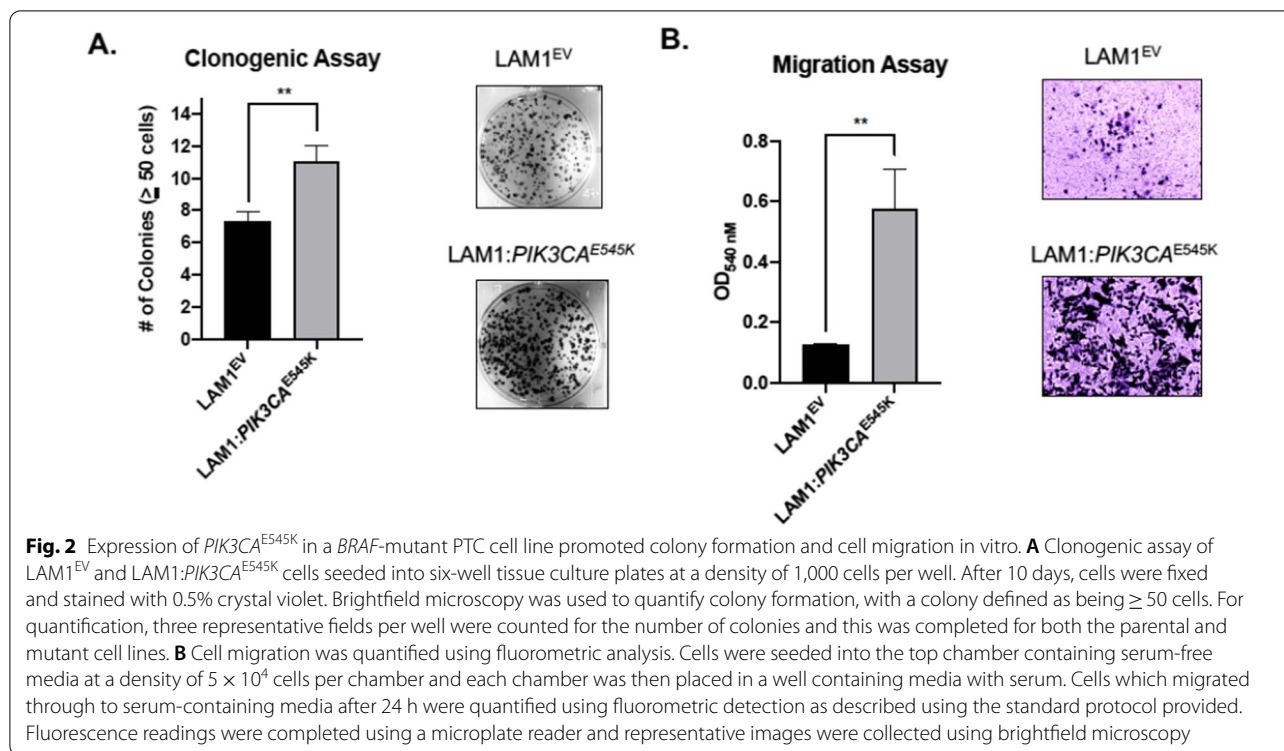 A.
Clonogenic Assay
# of Colonies (≥ 50 cells)
14
12
10
8
6
4
2
0
**
LAM1EV
LAM1:PIK3CAE545K
LAM1EV
LAM1:PIK3CAE545K
B.
Migration Assay
OD540 nM
0.8
0.6
0.4
0.2
0.0
**
LAM1EV
LAM1:PIK3CAE545K
LAM1EV
LAM1:PIK3CAE545K
Fig. 2 Expression of PIK3CAE545K in a BRAF-mutant PTC cell line promoted colony formation and cell migration in vitro. A Clonogenic assay of
LAM1EV and LAM1:PIK3CAE545K cells seeded into six-well tissue culture plates at a density of 1,000 cells per well. After 10 days, cells were fixed
and stained with 0.5% crystal violet. Brightfield microscopy was used to quantify colony formation, with a colony defined as being ≥ 50 cells. For
quantification, three representative fields per well were counted for the number of colonies and this was completed for both the parental and
mutant cell lines. B Cell migration was quantified using fluorometric analysis. Cells were seeded into the top chamber containing serum-free
media at a density of 5 × 10⁴ cells per chamber and each chamber was then placed in a well containing media with serum. Cells which migrated
through to serum-containing media after 24 h were quantified using fluorometric detection as described using the standard protocol provided.
Fluorescence readings were completed using a microplate reader and representative images were collected using brightfield microscopy